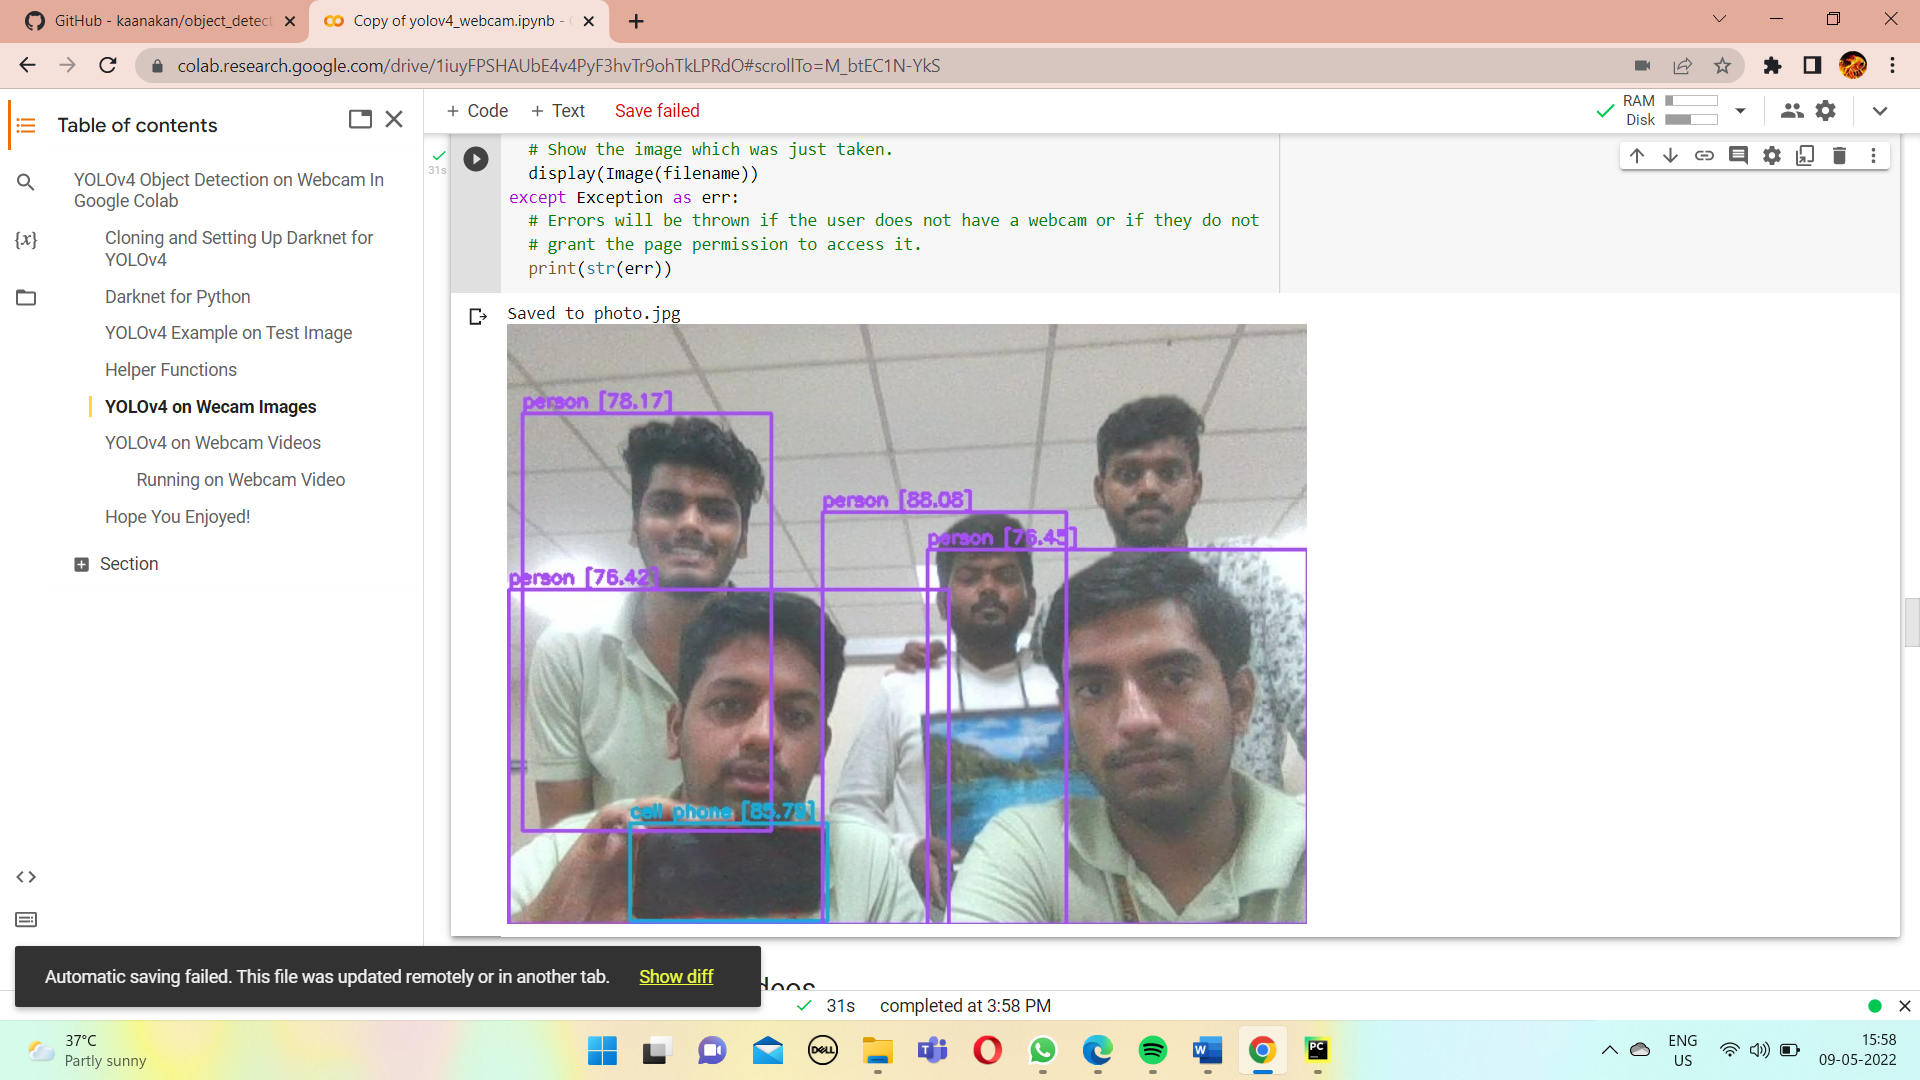 GitHub - kaanakan/object_detect
Copy of yolov4_webcam.ipynb -
colab.research.google.com/drive/1iuyFPSHAUbE4v4PyF3hvTr9ohTkLPRdO#scrollTo=M_btEC1N-YkS
Table of contents
YOLOv4 Object Detection on Webcam In
Google Colab
Cloning and Setting Up Darknet for
YOLOv4
Darknet for Python
YOLOv4 Example on Test Image
Helper Functions
YOLOv4 on Wecam Images
YOLOv4 on Webcam Videos
Running on Webcam Video
Hope You Enjoyed!
Section
{x}
+ Code + Text Save failed
RAM
Disk
31s
# Show the image which was just taken.
display(Image(filename))
except Exception as err:
# Errors will be thrown if the user does not have a webcam or if they do not
# grant the page permission to access it.
print(str(err))
Saved to photo.jpg
person [78.17]
person [88.08]
person [76.45]
person [76.42]
cell phone [85.79]
Automatic saving failed. This file was updated remotely or in another tab. Show diff
31s completed at 3:58 PM
37°C
Partly sunny
DELL
W
PC
ENG
US
15:58
09-05-2022